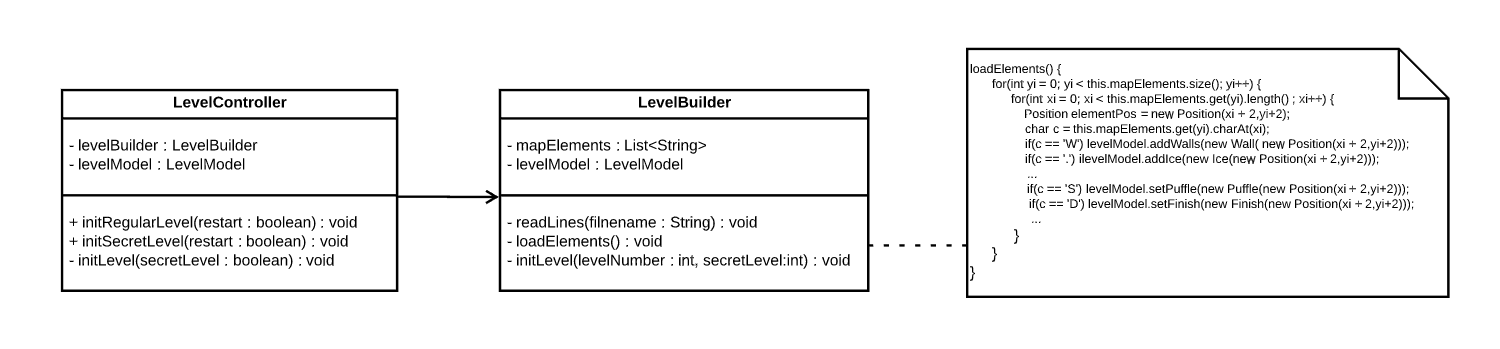 LevelController
- levelBuilder : LevelBuilder
- levelModel : LevelModel
+ initRegularLevel(restart : boolean) : void
+ initSecretLevel(restart : boolean) : void
- initLevel(secretLevel : boolean) : void
LevelBuilder
- mapElements : List<String>
- levelModel : LevelModel
- readLines(filnename : String) : void
- loadElements() : void
- initLevel(levelNumber : int, secretLevel:int) : void
loadElements() {
for(int yi = 0; yi < this.mapElements.size(); yi++) {
for(int xi = 0; xi < this.mapElements.get(yi).length() ; xi++) {
Position elementPos = new Position(xi + 2,yi+2);
char c = this.mapElements.get(yi).charAt(xi);
if(c == 'W') levelModel.addWalls(new Wall( new Position(xi + 2,yi+2)));
if(c == '.') ilevelModel.addIce(new Ice(new Position(xi + 2,yi+2)));
...
if(c == 'S') levelModel.setPuffle(new Puffle(new Position(xi + 2,yi+2)));
if(c == 'D') levelModel.setFinish(new Finish(new Position(xi + 2,yi+2)));
...
}
}
}